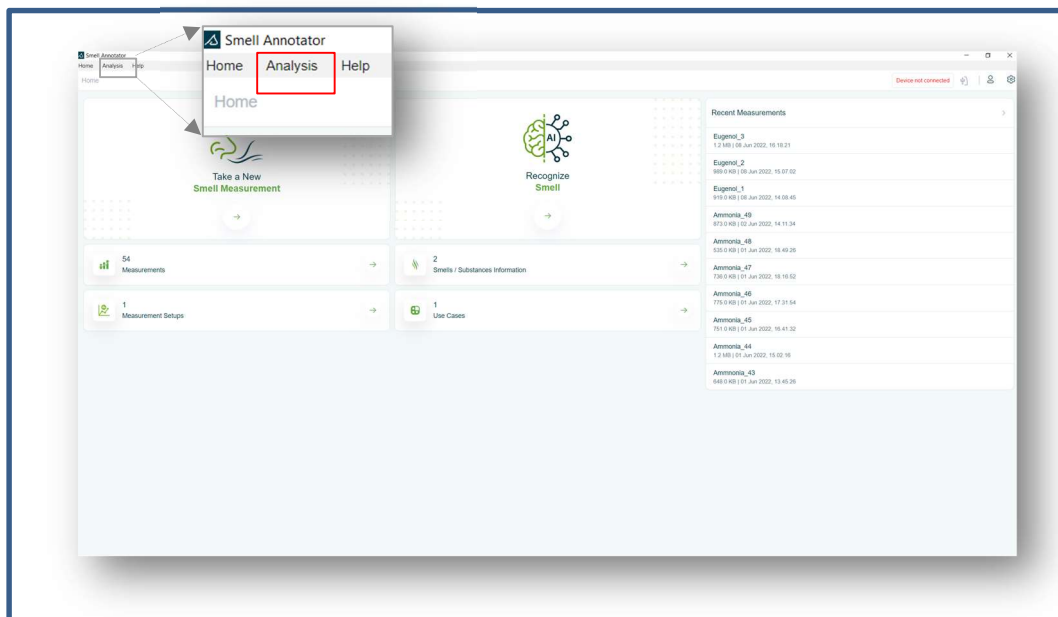 Smell Annotator
Home Analysis Help
Home
Smell Annotator
Home Analysis Help
Home
Device not connected
Take a New
Smell Measurement
AI
Recognize
Smell
54
Measurements
2
Smells / Substances Information
1
Measurement Setups
1
Use Cases
Recent Measurements
Eugenol_3
1.2 MB | 08 Jun 2022, 16.18.21
Eugenol_2
989.0 KB | 08 Jun 2022, 15.07.02
Eugenol_1
919.0 KB | 08 Jun 2022, 14.08.45
Ammonia_49
873.0 KB | 02 Jun 2022, 14.11.34
Ammonia_48
535.0 KB | 01 Jun 2022, 18.49.26
Ammonia_47
736.0 KB | 01 Jun 2022, 18.16.52
Ammonia_46
775.0 KB | 01 Jun 2022, 17.31.54
Ammonia_45
751.0 KB | 01 Jun 2022, 16.41.32
Ammonia_44
1.2 MB | 01 Jun 2022, 15.02.16
Ammnonia_43
648.0 KB | 01 Jun 2022, 13.45.26